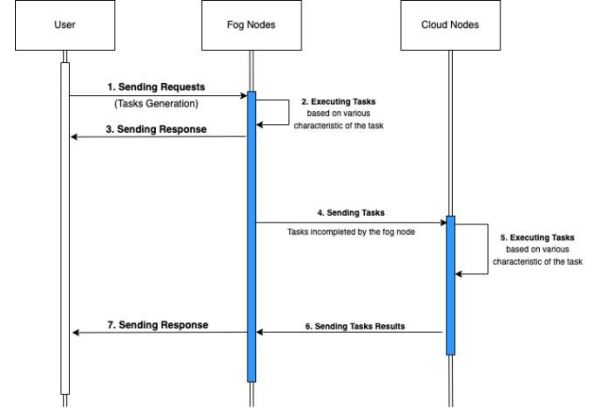 User
Fog Nodes
Cloud Nodes
1. Sending Requests
(Tasks Generation)
2. Executing Tasks
based on various
characteristic of the task
3. Sending Response
4. Sending Tasks
Tasks incompleted by the fog node
5. Executing Tasks
based on various
characteristic of the task
7. Sending Response
6. Sending Tasks Results